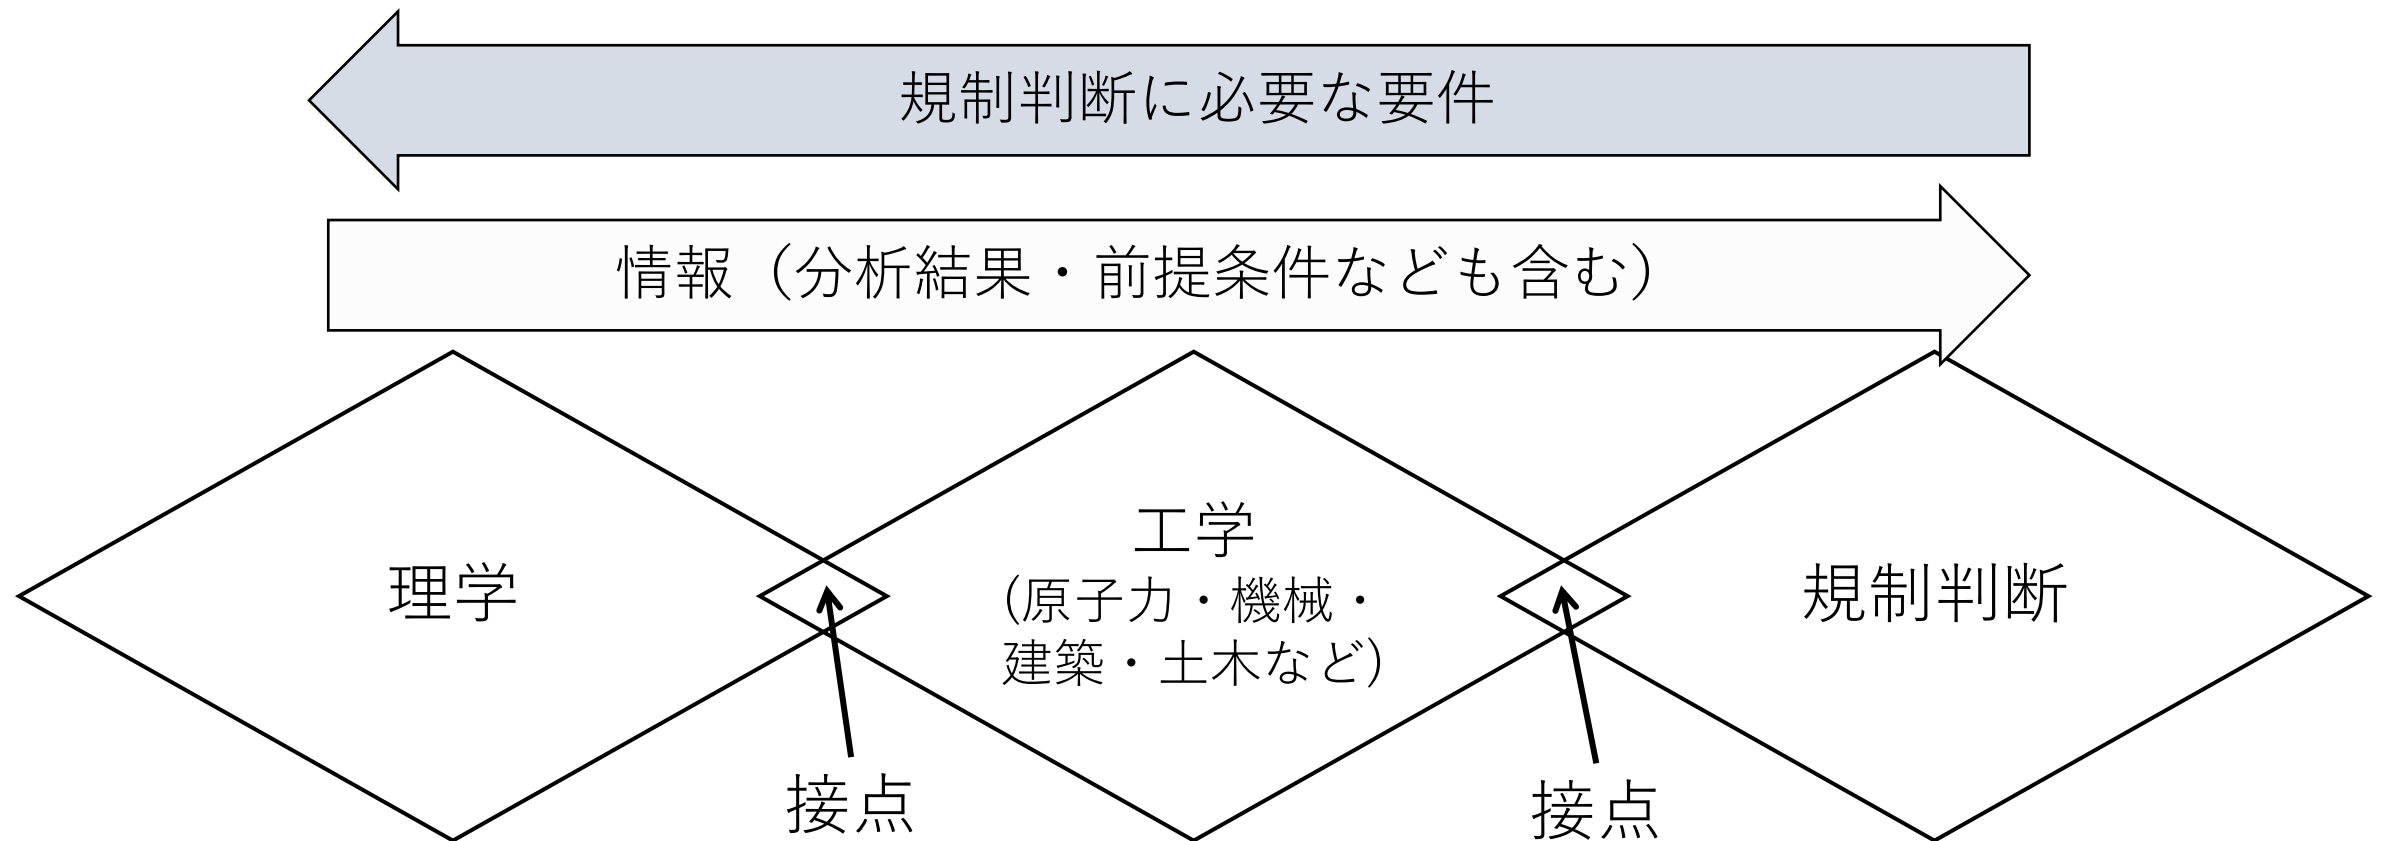 規制判断に必要な要件
情報（分析結果・前提条件なども含む）
理学
工学
(原子力・機械・
建築・土木など)
規制判断
接点
接点